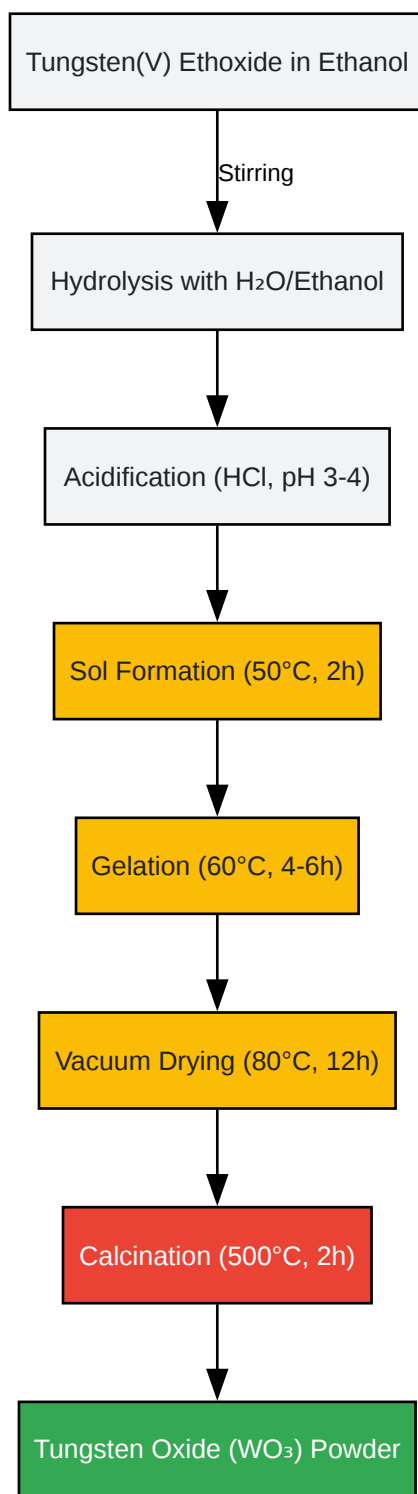 Tungsten(V) Ethoxide in Ethanol
Stirring
Hydrolysis with H₂O/Ethanol
Acidification (HCl, pH 3-4)
Sol Formation (50°C, 2h)
Gelation (60°C, 4-6h)
Vacuum Drying (80°C, 12h)
Calcination (500°C, 2h)
Tungsten Oxide (WO₃) Powder